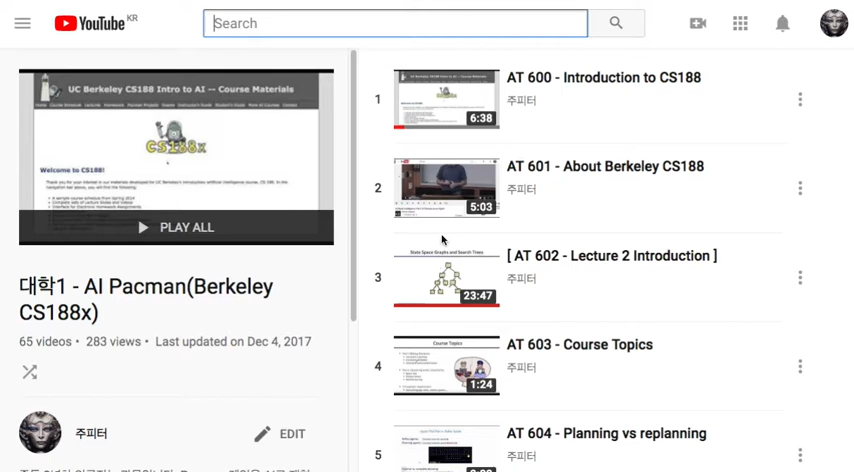 YouTube KR
Search
UC Berkeley CS188 Intro to AI -- Course Materials
CS188x
Welcome to CS188!
PLAY ALL
대학1 - AI Pacman(Berkeley
CS188x)
65 videos • 283 views • Last updated on Dec 4, 2017
주피터
EDIT
1
6:38
AT 600 - Introduction to CS188
주피터
2
5:03
AT 601 - About Berkeley CS188
주피터
3
State Space Graphs and Search Trees
23:47
[ AT 602 - Lecture 2 Introduction ]
주피터
4
Course Topics
1:24
AT 603 - Course Topics
주피터
5
AT 604 - Planning vs replanning
주피터